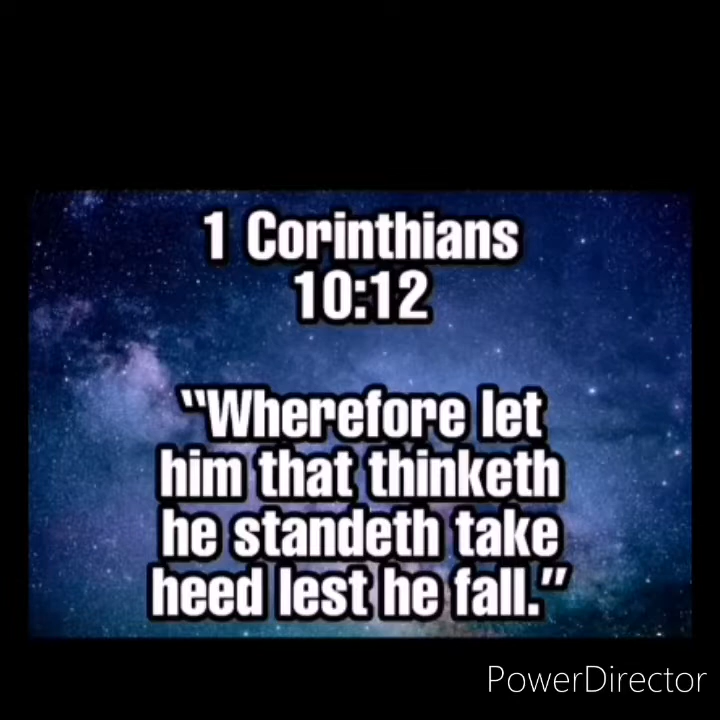 1 Corinthians
10:12
"Wherefore let
him that thinketh
he standeth take
heed lest he fall."
PowerDirector